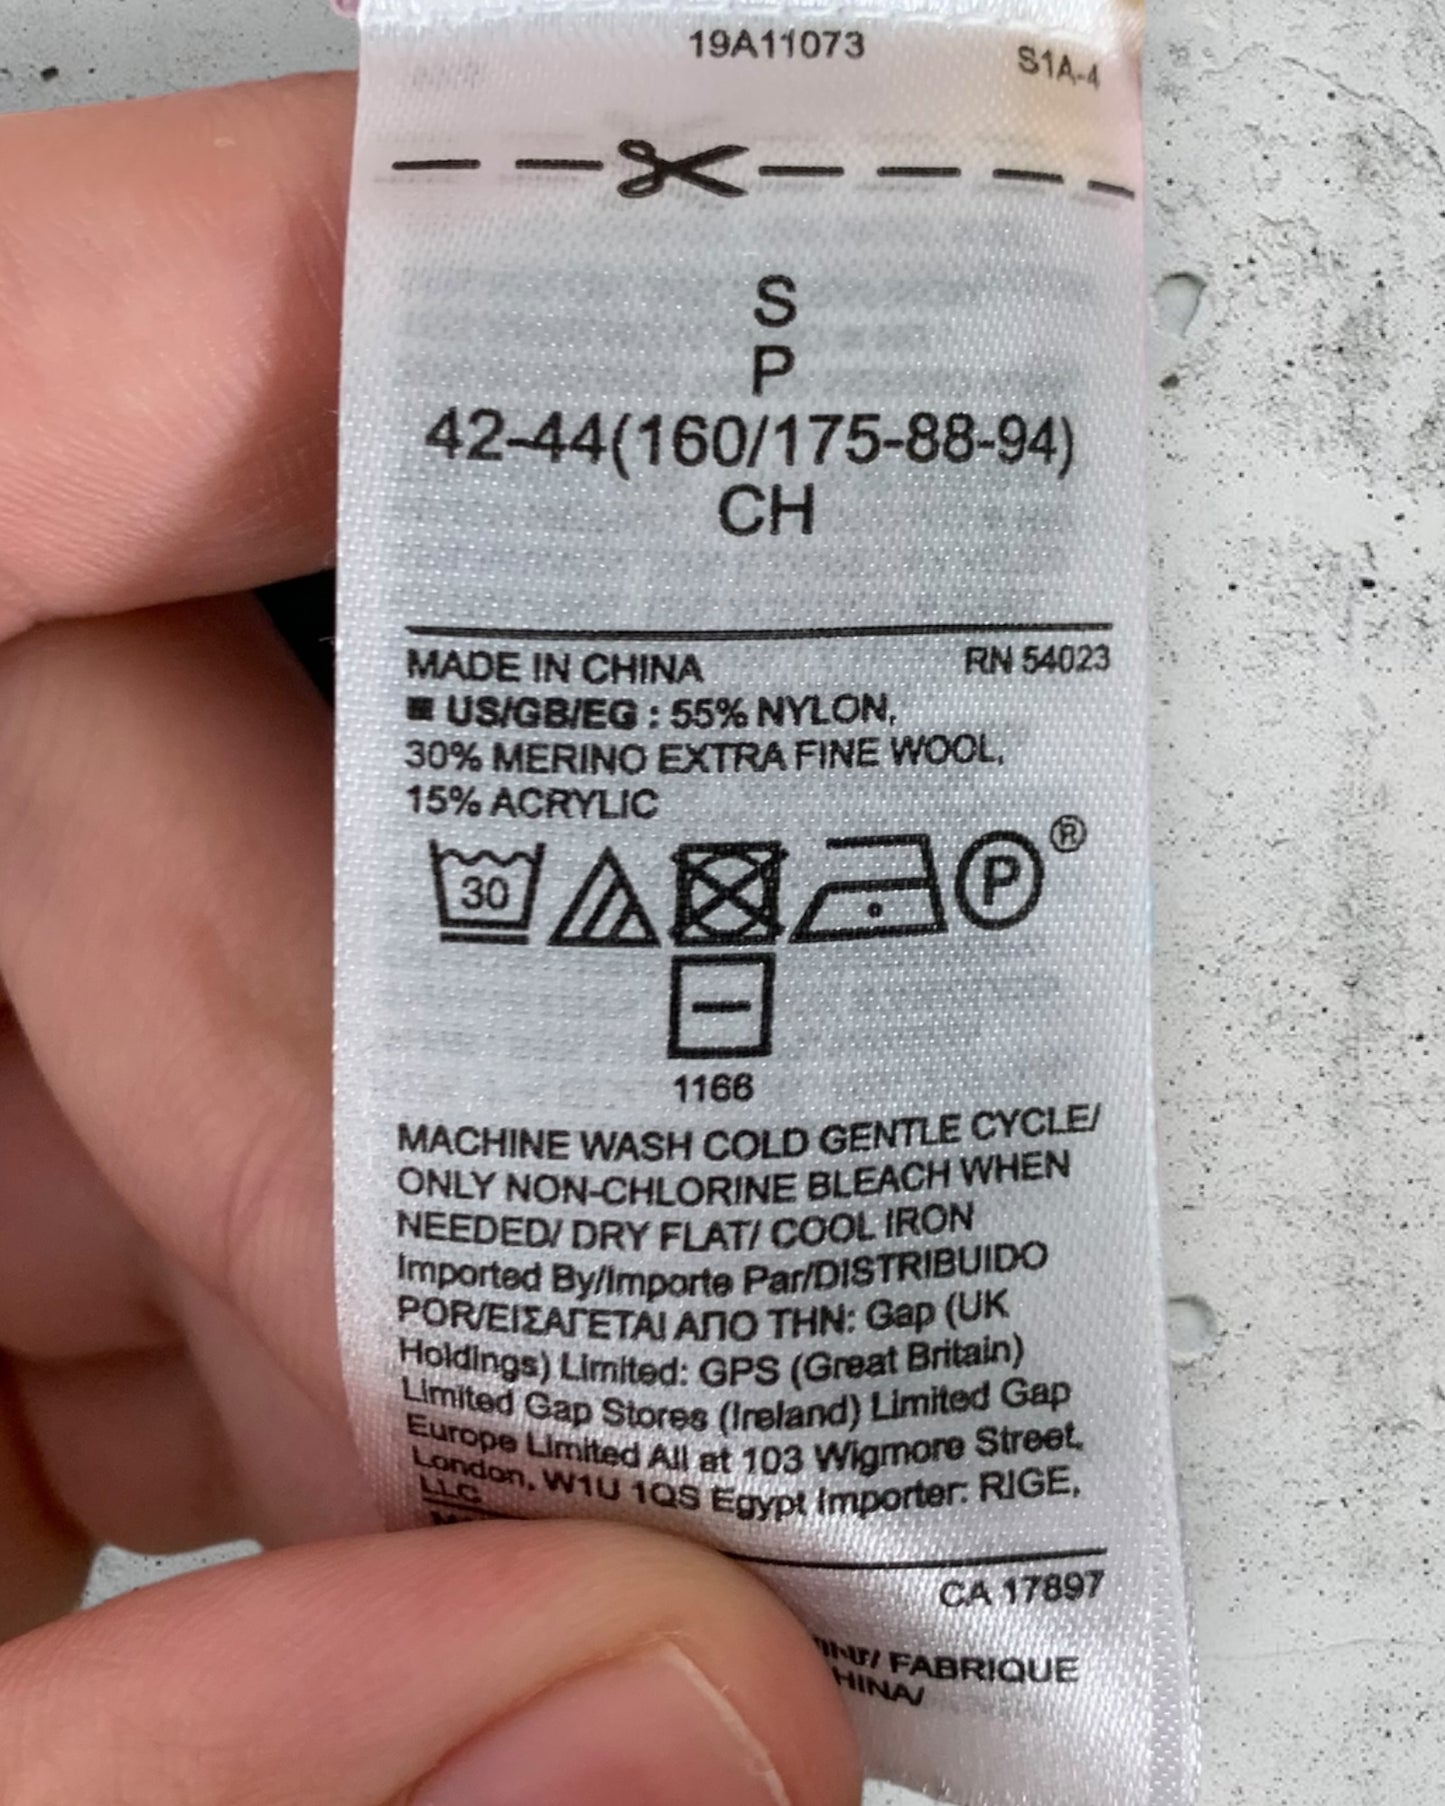 19A11073
S1A-4
S
P
42-44(160/175-88-94)
CH
MADE IN CHINA RN 54023
US/GB/EG : 55% NYLON,
30% MERINO EXTRA FINE WOOL,
15% ACRYLIC
30 P ®
1166
MACHINE WASH COLD GENTLE CYCLE/
ONLY NON-CHLORINE BLEACH WHEN
NEEDED/ DRY FLAT/ COOL IRON
Imported By/Importe Par/DISTRIBUIDO
POR/ΕΙΣΑΓΕΤΑΙ ΑΠΟ ΤΗΝ: Gap (UK
Holdings) Limited: GPS (Great Britain)
Limited Gap Stores (Ireland) Limited Gap
Europe Limited All at 103 Wigmore Street,
London, W1U 1QS Egypt Importer: RIGE,
LLC
CA 17897
FABRIQUE